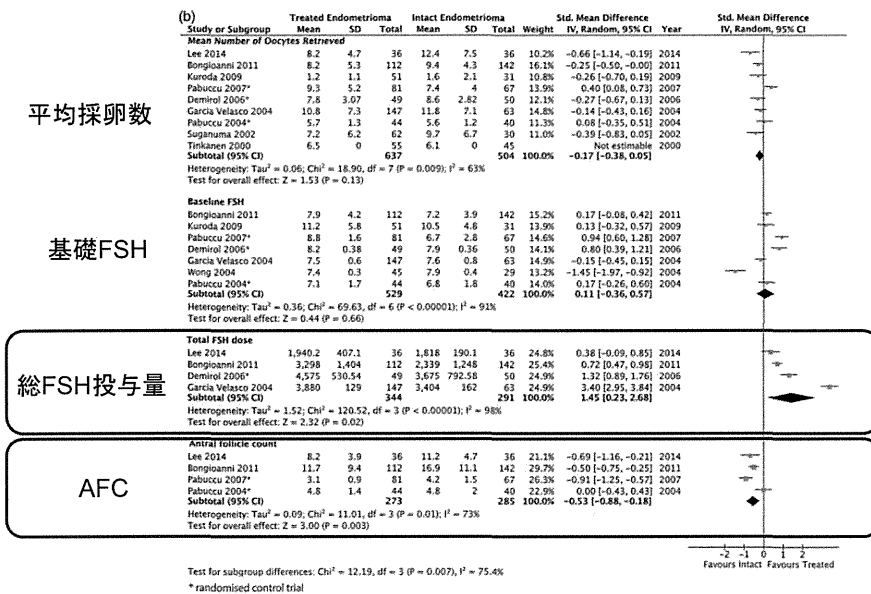 (b)
Treated Endometrioma Intact Endometrioma Std. Mean Difference Std. Mean Difference
Study or Subgroup Mean SD Total Mean SD Total Weight IV, Random, 95% CI Year IV, Random, 95% CI
平均採卵数
Mean Number of Oocytes Retrieved
Lee 2014 8.2 4.7 36 12.4 7.5 36 10.2% -0.66 [-1.14, -0.19] 2014
Bongioanni 2011 8.2 5.3 112 9.4 4.3 142 15.9% -0.25 [-0.50, -0.00] 2011
Kuroda 2009 1.2 1.1 51 1.6 2.1 31 10.7% -0.26 [-0.70, 0.19] 2009
Pabuccu 2007* 9.3 5.2 81 7.4 4 67 13.7% 0.40 [0.08, 0.73] 2007
Demirol 2006* 7.8 3.07 49 8.6 2.82 50 12.0% -0.27 [-0.67, 0.13] 2006
Garcia Velasco 2004 10.8 7.3 147 11.8 7.1 63 14.4% -0.14 [-0.43, 0.16] 2004
Pabuccu 2004* 5.7 1.3 44 5.6 1.2 40 11.2% 0.08 [-0.35, 0.51] 2004
Suganuma 2002 7.2 6.2 62 9.7 6.7 30 11.0% -0.39 [-0.83, 0.05] 2002
Tinkanen 2000 6.5 0 55 6.1 0 45 Not estimable 2000
Subtotal (95% CI) 637 504 100.0% -0.17 [-0.38, 0.05]
Heterogeneity: Tau² = 0.06; Chi² = 18.90, df = 7 (P = 0.009); I² = 63%
Test for overall effect: Z = 1.53 (P = 0.13)
基礎FSH
Baseline FSH
Bongioanni 2011 7.9 4.2 112 7.2 3.9 142 15.2% 0.17 [-0.08, 0.42] 2011
Kuroda 2009 11.2 5.8 51 10.5 4.8 31 14.0% 0.13 [-0.32, 0.57] 2009
Pabuccu 2007* 8.8 1.6 81 6.7 2.8 67 14.8% 0.94 [0.60, 1.28] 2007
Demirol 2006* 8.2 0.38 49 7.9 0.36 50 14.2% 0.80 [0.39, 1.21] 2006
Garcia Velasco 2004 7.5 0.6 147 7.6 0.8 63 14.9% -0.15 [-0.45, 0.15] 2004
Wong 2004 7.4 0.3 45 7.9 0.4 29 13.2% -1.45 [-1.97, -0.92] 2004
Pabuccu 2004* 7.1 1.7 44 6.8 1.8 40 14.1% 0.17 [-0.26, 0.60] 2004
Subtotal (95% CI) 529 422 100.0% 0.11 [-0.36, 0.57]
Heterogeneity: Tau² = 0.36; Chi² = 69.63, df = 6 (P < 0.00001); I² = 91%
Test for overall effect: Z = 0.44 (P = 0.66)
総FSH投与量
Total FSH dose
Lee 2014 1,940.2 407.1 36 1,818 190.1 36 24.8% 0.38 [-0.09, 0.85] 2014
Bongioanni 2011 3,298 1,404 112 2,339 1,248 142 25.5% 0.72 [0.47, 0.98] 2011
Demirol 2006* 4,575 530.54 49 3,675 792.58 50 25.0% 1.32 [0.89, 1.76] 2006
Garcia Velasco 2004 3,880 129 147 3,404 162 63 24.7% 3.40 [2.95, 3.84] 2004
Subtotal (95% CI) 344 291 100.0% 1.45 [0.23, 2.68]
Heterogeneity: Tau² = 1.52; Chi² = 120.52, df = 3 (P < 0.00001); I² = 98%
Test for overall effect: Z = 2.32 (P = 0.02)
AFC
Antral follicle count
Lee 2014 8.2 3.9 36 11.2 4.7 36 21.1% -0.69 [-1.16, -0.21] 2014
Bongioanni 2011 11.7 9.4 112 16.9 11.1 142 29.7% -0.50 [-0.75, -0.25] 2011
Pabuccu 2007* 3.1 0.9 81 4.2 1.5 67 26.3% -0.91 [-1.25, -0.57] 2007
Pabuccu 2004* 4.8 1.4 44 4.8 2 40 22.9% 0.00 [-0.43, 0.43] 2004
Subtotal (95% CI) 273 285 100.0% -0.53 [-0.88, -0.18]
Heterogeneity: Tau² = 0.09; Chi² = 11.01, df = 3 (P = 0.01); I² = 73%
Test for overall effect: Z = 3.00 (P = 0.003)
-2 -1 0 1 2
Favours Intact Favours Treated
Test for subgroup differences: Chi² = 12.19, df = 3 (P = 0.007), I² = 75.4%
* randomised control trial